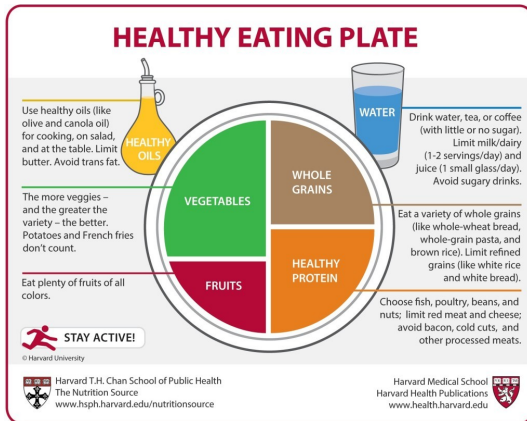 HEALTHY EATING PLATE
Use healthy oils (like
olive and canola oil)
for cooking, on salad,
and at the table. Limit
butter. Avoid trans fat.
HEALTHY
OILS
WATER
Drink water, tea, or coffee
(with little or no sugar).
Limit milk/dairy
(1-2 servings/day) and
juice (1 small glass/day).
Avoid sugary drinks.
The more veggies –
and the greater the
variety – the better.
Potatoes and French fries
don't count.
VEGETABLES
WHOLE
GRAINS
Eat a variety of whole grains
(like whole-wheat bread,
whole-grain pasta, and
brown rice). Limit refined
grains (like white rice
and white bread).
Eat plenty of fruits of all
colors.
FRUITS
HEALTHY
PROTEIN
Choose fish, poultry, beans, and
nuts; limit red meat and cheese;
avoid bacon, cold cuts, and
other processed meats.
STAY ACTIVE!
© Harvard University
Harvard T.H. Chan School of Public Health
The Nutrition Source
www.hsph.harvard.edu/nutritionsource
Harvard Medical School
Harvard Health Publications
www.health.harvard.edu